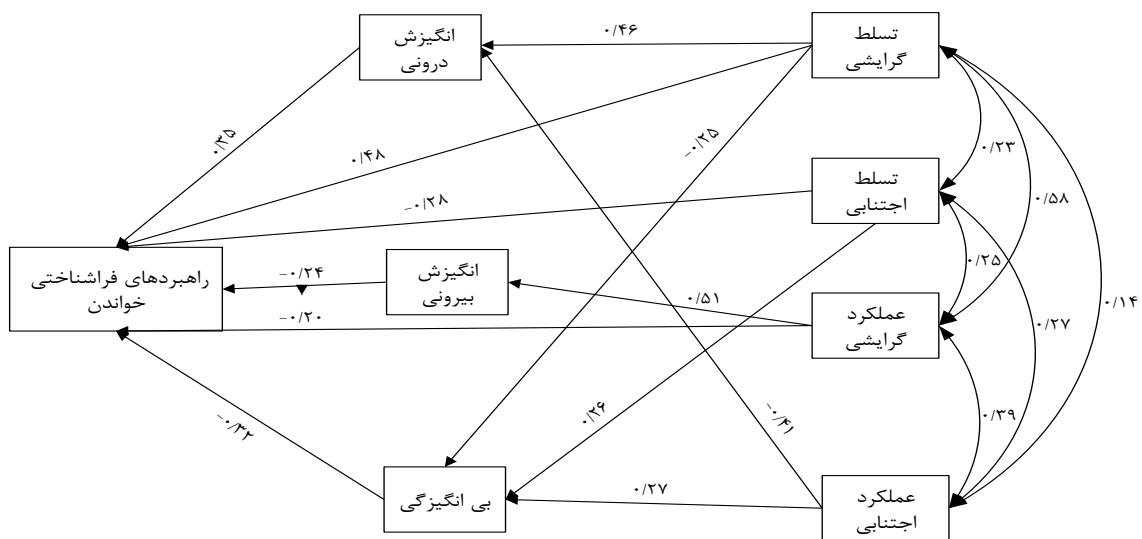 تسلط
گرایشی
انگیزش
درونی
۰/۴۶
۰/۳۵
۰/۴۸
-۰/۲۵
۰/۲۳
۰/۵۸
۰/۱۴
تسلط
اجتنابی
-۰/۲۸
راهبردهای فراشناختی
خواندن
-۰/۲۴
انگیزش
بیرونی
۰/۵۱
۰/۲۵
۰/۲۷
عملکرد
گرایشی
-۰/۲۰
-۰/۳۲
۰/۲۶
-۰/۴۱
۰/۳۹
بی انگیزگی
۰/۲۷
عملکرد
اجتنابی